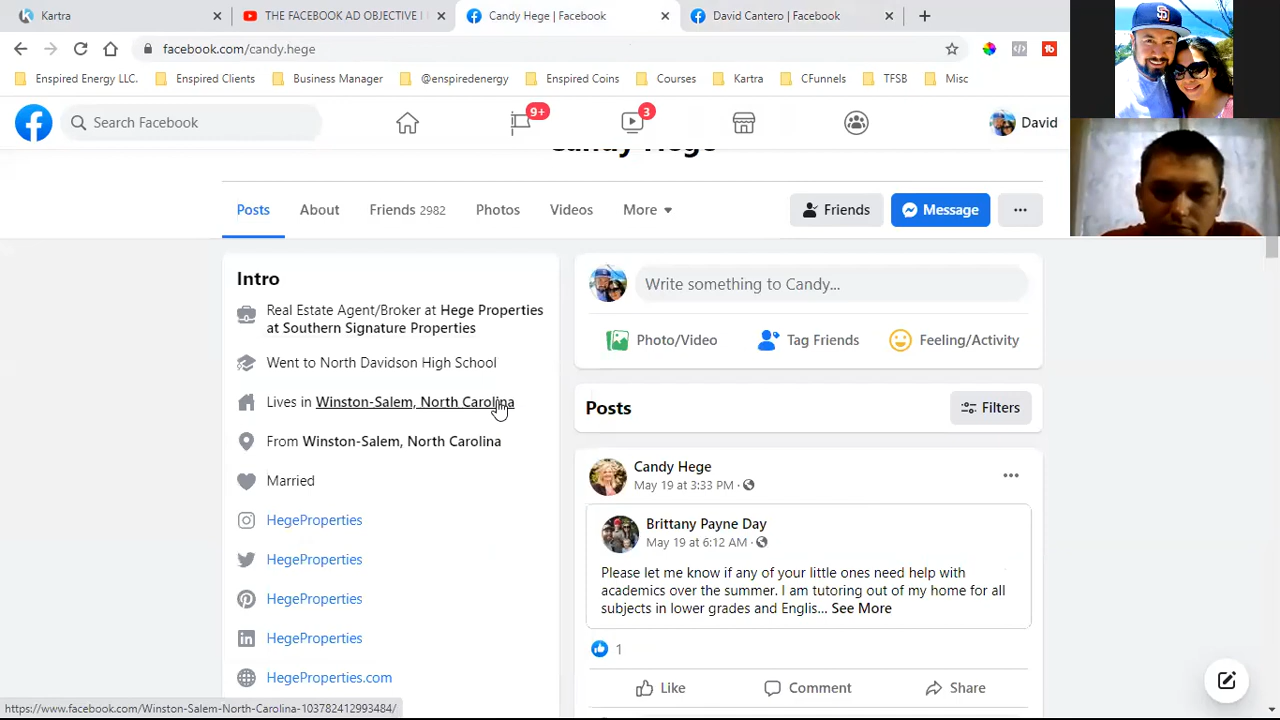 Kartra
THE FACEBOOK AD OBJECTIVE
Candy Hege | Facebook
David Cantero | Facebook
facebook.com/candy.hege
Enspired Energy LLC.
Enspired Clients
Business Manager
@enspiredenergy
Enspired Coins
Courses
Kartra
CFunnels
TFSB
Misc
Search Facebook
9+
3
David
Candy Hege
Posts
About
Friends 2982
Photos
Videos
More
Friends
Message
Intro
Real Estate Agent/Broker at Hege Properties
at Southern Signature Properties
Went to North Davidson High School
Lives in Winston-Salem, North Carolina
From Winston-Salem, North Carolina
Married
HegeProperties
HegeProperties
HegeProperties
HegeProperties
HegeProperties.com
Write something to Candy...
Photo/Video
Tag Friends
Feeling/Activity
Posts
Filters
Candy Hege
May 19 at 3:33 PM ·
Brittany Payne Day
May 19 at 6:12 AM ·
Please let me know if any of your little ones need help with
academics over the summer. I am tutoring out of my home for all
subjects in lower grades and Englis... See More
1
Like
Comment
Share
https://www.facebook.com/Winston-Salem-North-Carolina-103782412993484/